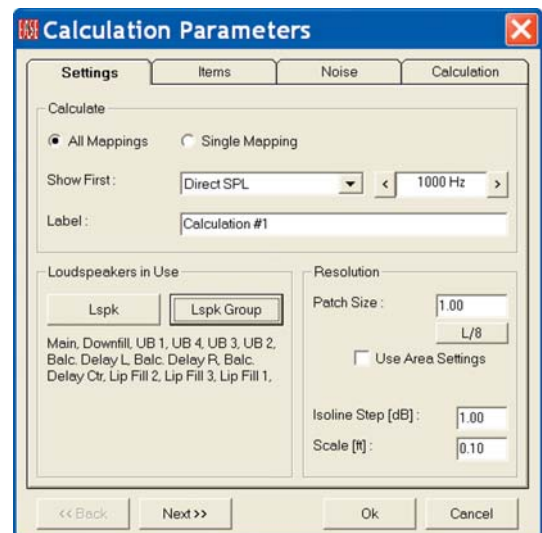 EASE Calculation Parameters
Settings Items Noise Calculation
Calculate
All Mappings Single Mapping
Show First : Direct SPL < 1000 Hz >
Label : Calculation #1
Loudspeakers in Use
Lspk Lspk Group
Main, Downfill, UB 1, UB 4, UB 3, UB 2,
Balc. Delay L, Balc. Delay R, Balc.
Delay Ctr, Lip Fill 2, Lip Fill 3, Lip Fill 1,
Resolution
Patch Size : 1.00
L/8
Use Area Settings
Isoline Step [dB] : 1.00
Scale [ft] : 0.10
<< Back Next >> Ok Cancel